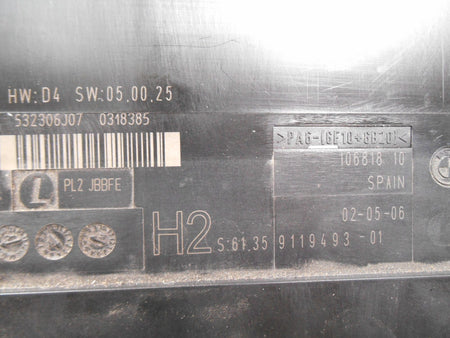 HW:D4 SW:05.00.25
532306J07 0318385
>PA6-(GF10+GB20)<
106818 10
SPAIN
L PL2 JBBFE
02-05-06
H2 S:61.35 9119493-01